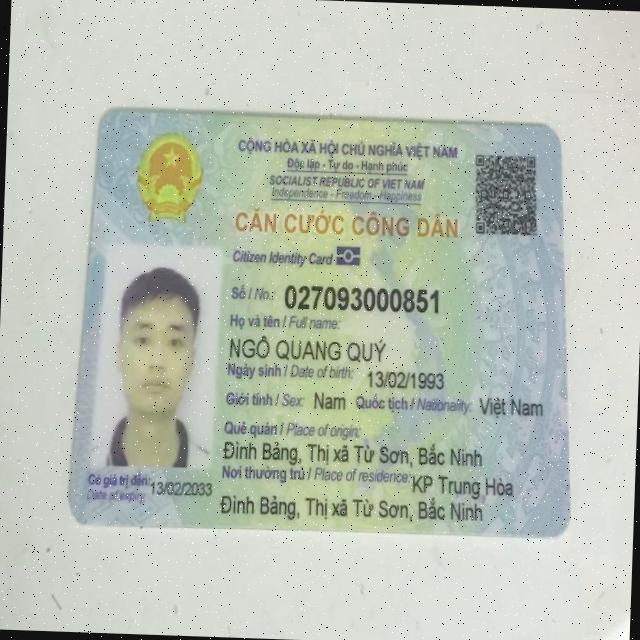 CỘNG HÒA XÃ HỘI CHỦ NGHĨA VIỆT NAM
Độc lập - Tự do - Hạnh phúc
SOCIALIST REPUBLIC OF VIET NAM
Independence - Freedom - Happiness
CĂN CƯỚC CÔNG DÂN
Citizen Identity Card
Số / No.: 027093000851
Họ và tên / Full name:
NGÔ QUANG QUÝ
Ngày sinh / Date of birth: 13/02/1993
Giới tính / Sex: Nam Quốc tịch / Nationality: Việt Nam
Quê quán / Place of origin:
Đình Bảng, Thị xã Từ Sơn, Bắc Ninh
Nơi thường trú / Place of residence: KP Trung Hòa
Đình Bảng, Thị xã Từ Sơn, Bắc Ninh
Có giá trị đến: 13/02/2033
Date of expiry